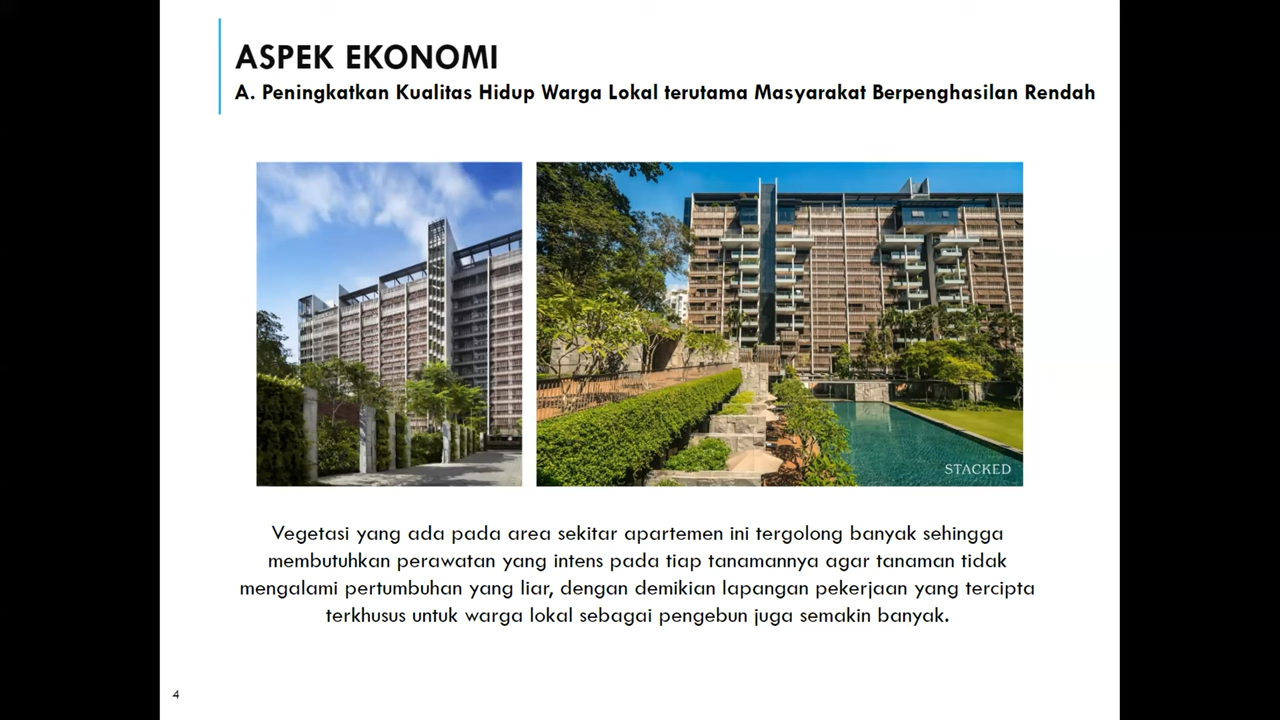 ASPEK EKONOMI
A. Peningkatkan Kualitas Hidup Warga Lokal terutama Masyarakat Berpenghasilan Rendah
STACKED
Vegetasi yang ada pada area sekitar apartemen ini tergolong banyak sehingga
membutuhkan perawatan yang intens pada tiap tanamannya agar tanaman tidak
mengalami pertumbuhan yang liar, dengan demikian lapangan pekerjaan yang tercipta
terkhusus untuk warga lokal sebagai pengebun juga semakin banyak.
4